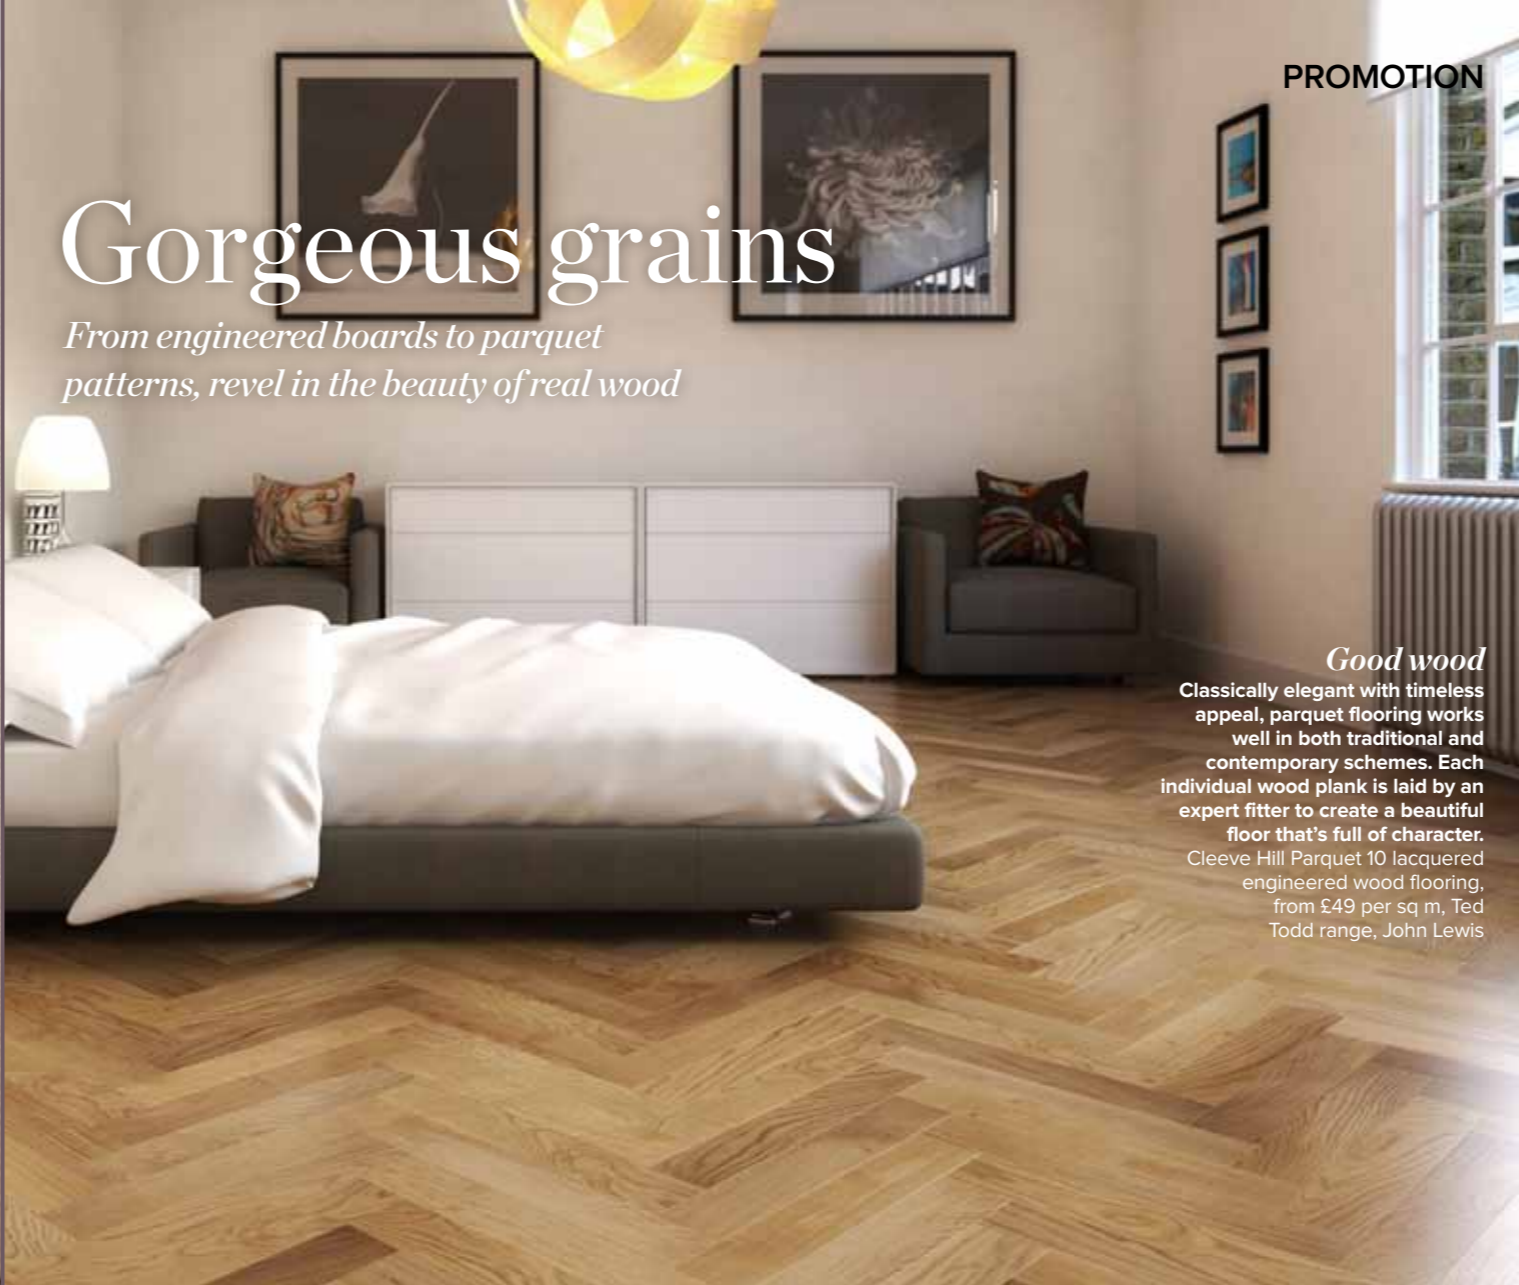 PROMOTION
Gorgeous grains
From engineered boards to parquet
patterns, revel in the beauty of real wood
Good wood
Classically elegant with timeless
appeal, parquet flooring works
well in both traditional and
contemporary schemes. Each
individual wood plank is laid by an
expert fitter to create a beautiful
floor that's full of character.
Cleeve Hill Parquet 10 lacquered
engineered wood flooring,
from £49 per sq m, Ted
Todd range, John Lewis